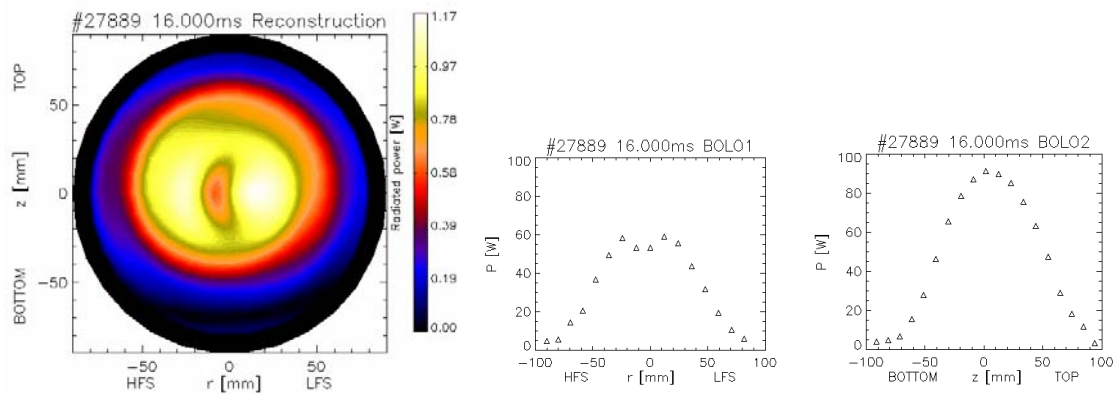 #27889 16.000ms Reconstruction
TOP
z [mm]
BOTTOM
50
0
−50
−50 0 50
HFS r [mm] LFS
1.17
0.97
0.78
0.59
0.39
0.19
0.00
Radiated power [W]
#27889 16.000ms BOLO1
P [W]
100
80
60
40
20
0
−100 −50 0 50 100
HFS r [mm] LFS
#27889 16.000ms BOLO2
P [W]
100
80
60
40
20
0
−100 −50 0 50 100
BOTTOM z [mm] TOP